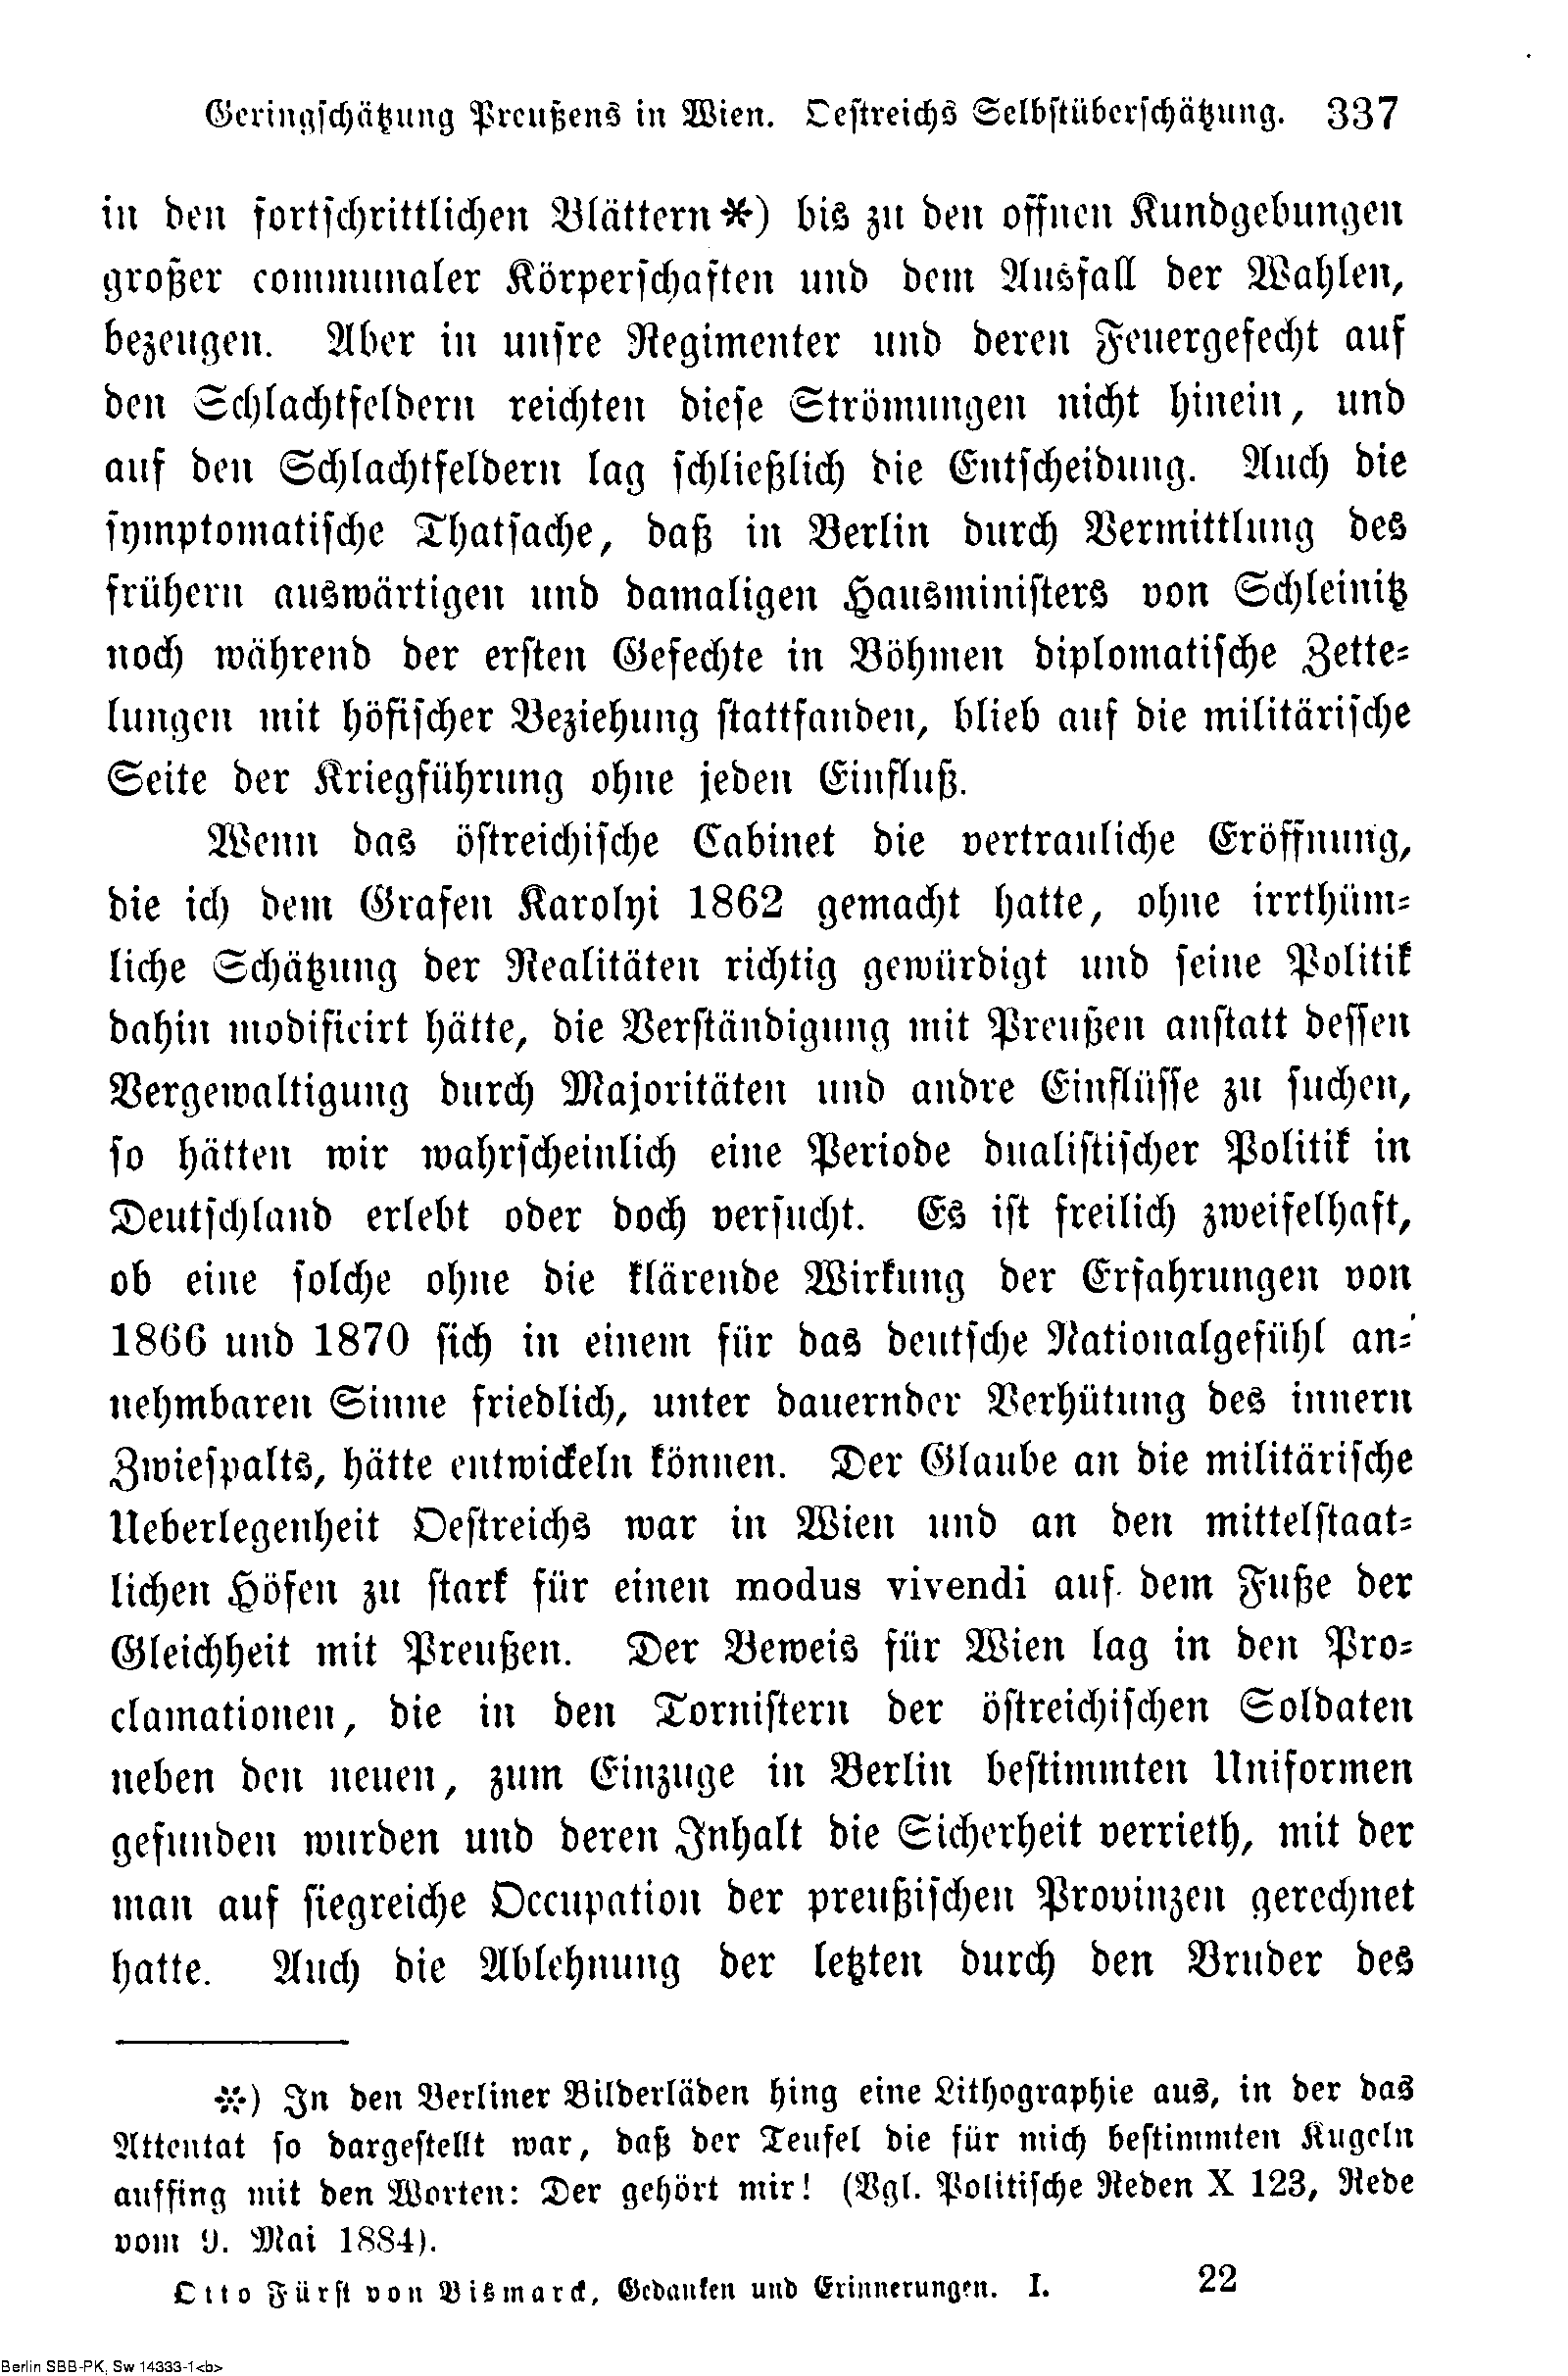 Geringschätzung Preußens in Wien. Oestreichs Selbstüberschätzung. 337
in den fortschrittlichen Blättern*) bis zu den offnen Kundgebungen
großer communaler Körperschaften und dem Ausfall der Wahlen,
bezeugen. Aber in unsre Regimenter und deren Feuergefecht auf
den Schlachtfeldern reichten diese Strömungen nicht hinein, und
auf den Schlachtfeldern lag schließlich die Entscheidung. Auch die
symptomatische Thatsache, daß in Berlin durch Vermittlung des
frühern auswärtigen und damaligen Hausministers von Schleinitz
noch während der ersten Gefechte in Böhmen diplomatische Zette-
lungen mit höfischer Beziehung stattfanden, blieb auf die militärische
Seite der Kriegführung ohne jeden Einfluß.
Wenn das östreichische Cabinet die vertrauliche Eröffnung,
die ich dem Grafen Karolyi 1862 gemacht hatte, ohne irrthüm-
liche Schätzung der Realitäten richtig gewürdigt und seine Politik
dahin modificirt hätte, die Verständigung mit Preußen anstatt dessen
Vergewaltigung durch Majoritäten und andre Einflüsse zu suchen,
so hätten wir wahrscheinlich eine Periode dualistischer Politik in
Deutschland erlebt oder doch versucht. Es ist freilich zweifelhaft,
ob eine solche ohne die klärende Wirkung der Erfahrungen von
1866 und 1870 sich in einem für das deutsche Nationalgefühl an-
nehmbaren Sinne friedlich, unter dauernder Verhütung des innern
Zwiespalts, hätte entwickeln können. Der Glaube an die militärische
Ueberlegenheit Oestreichs war in Wien und an den mittelstaat-
lichen Höfen zu stark für einen modus vivendi auf dem Fuße der
Gleichheit mit Preußen. Der Beweis für Wien lag in den Pro-
clamationen, die in den Tornistern der östreichischen Soldaten
neben den neuen, zum Einzuge in Berlin bestimmten Uniformen
gefunden wurden und deren Inhalt die Sicherheit verrieth, mit der
man auf siegreiche Occupation der preußischen Provinzen gerechnet
hatte. Auch die Ablehnung der letzten durch den Bruder des
*) In den Berliner Bilderläden hing eine Lithographie aus, in der das
Attentat so dargestellt war, daß der Teufel die für mich bestimmten Kugeln
auffing mit den Worten: Der gehört mir! (Vgl. Politische Reden X 123, Rede
vom 9. Mai 1884).
Otto Fürst von Bismarck, Gedanken und Erinnerungen. I. 22
Berlin SBB-PK, Sw 14333-1<b>